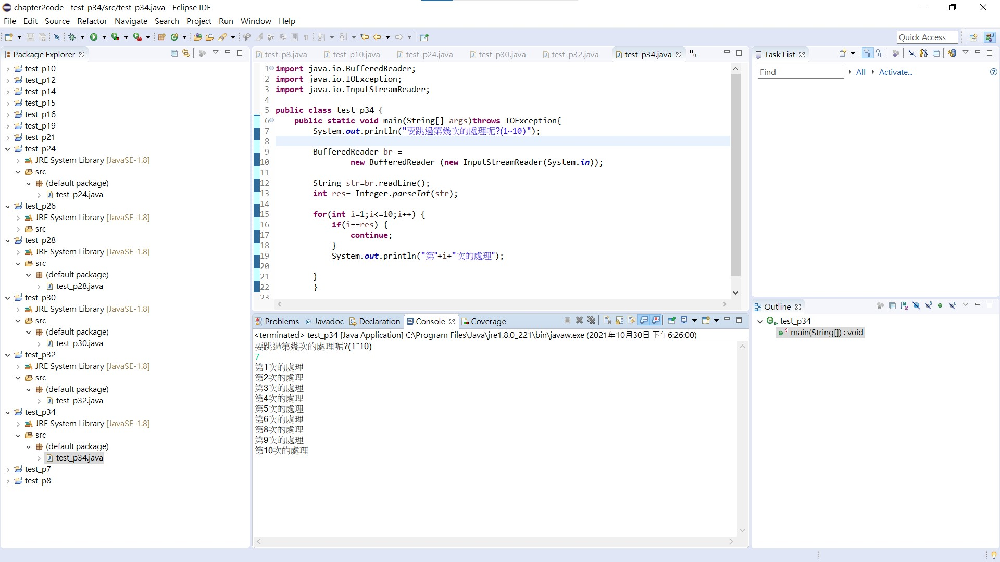 chapter2code - test_p34/src/test_p34.java - Eclipse IDE
File Edit Source Refactor Navigate Search Project Run Window Help
Quick Access
Package Explorer
test_p10
test_p12
test_p14
test_p15
test_p16
test_p19
test_p21
test_p24
JRE System Library [JavaSE-1.8]
src
(default package)
test_p24.java
test_p26
JRE System Library [JavaSE-1.8]
src
test_p28
JRE System Library [JavaSE-1.8]
src
(default package)
test_p28.java
test_p30
JRE System Library [JavaSE-1.8]
src
(default package)
test_p30.java
test_p32
JRE System Library [JavaSE-1.8]
src
(default package)
test_p32.java
test_p34
JRE System Library [JavaSE-1.8]
src
(default package)
test_p34.java
test_p7
test_p8
test_p8.java test_p10.java test_p24.java test_p30.java test_p32.java test_p34.java »9
1 import java.io.BufferedReader;
2 import java.io.IOException;
3 import java.io.InputStreamReader;
4
5 public class test_p34 {
6 public static void main(String[] args)throws IOException{
7 System.out.println("要跳過第幾次的處理呢?(1~10)");
8
9 BufferedReader br =
10 new BufferedReader (new InputStreamReader(System.in));
11
12 String str=br.readLine();
13 int res= Integer.parseInt(str);
14
15 for(int i=1;i<=10;i++) {
16 if(i==res) {
17 continue;
18 }
19 System.out.println("第"+i+"次的處理");
20
21 }
22 }
23
Problems Javadoc Declaration Console Coverage
<terminated> test_p34 [Java Application] C:\Program Files\Java\jre1.8.0_221\bin\javaw.exe (2021年10月30日 下午6:26:00)
要跳過第幾次的處理呢?(1~10)
7
第1次的處理
第2次的處理
第3次的處理
第4次的處理
第5次的處理
第6次的處理
第8次的處理
第9次的處理
第10次的處理
Task List
Find All Activate...
Outline
test_p34
main(String[]) : void